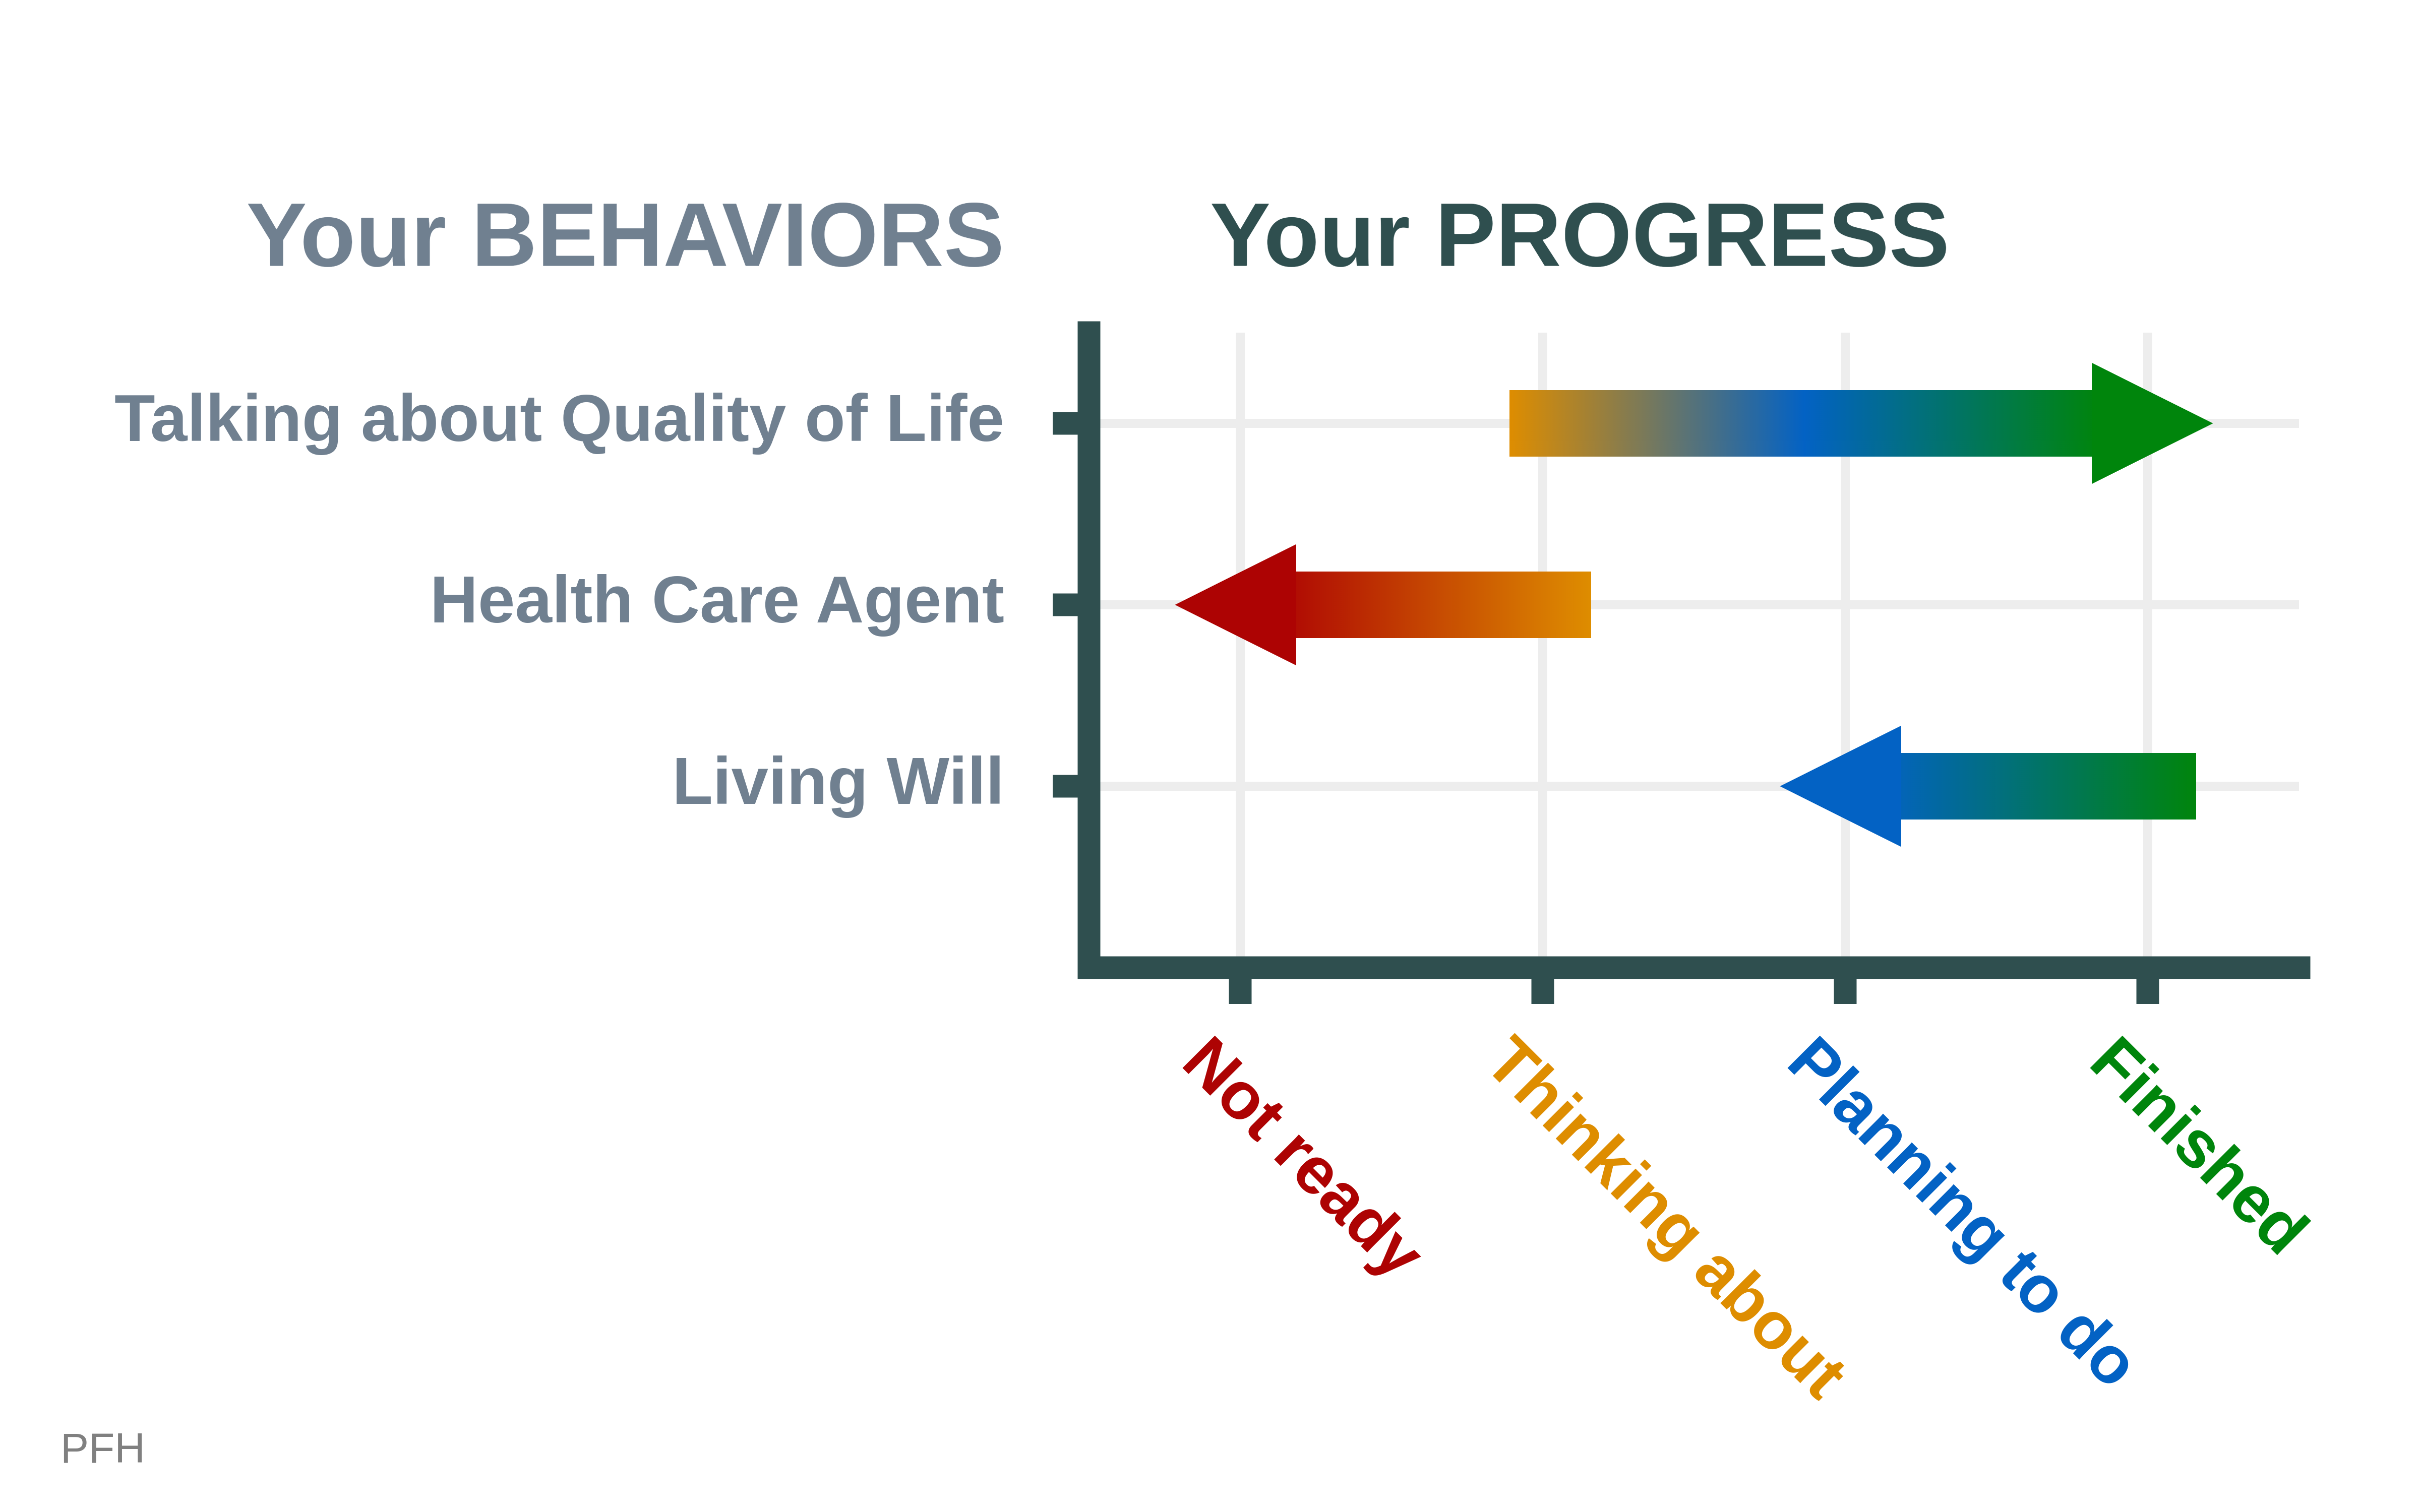 Your BEHAVIORS
Your PROGRESS
Talking about Quality of Life
Health Care Agent
Living Will
Not ready
Thinking about
Planning to do
Finished
PFH